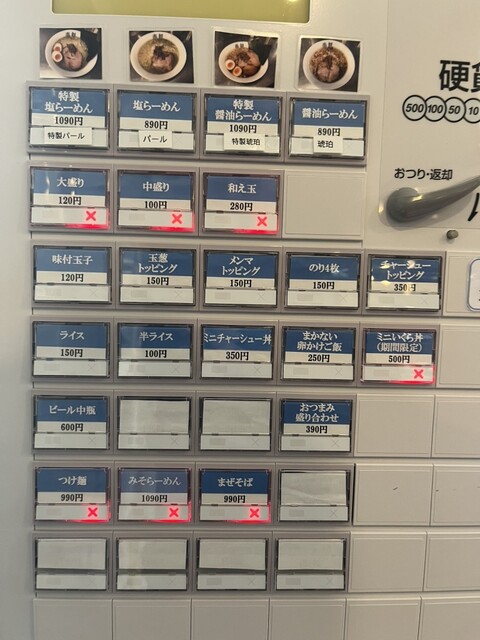 硬貨
500 100 50 10
おつり・返却
特製
塩らーめん
1090円
特製パール
塩らーめん
890円
パール
特製
醤油らーめん
1090円
特製琥珀
醤油らーめん
890円
琥珀
大盛り
120円
×
中盛り
100円
×
和え玉
280円
×
味付玉子
120円
玉葱
トッピング
150円
メンマ
トッピング
150円
のり4枚
150円
チャーシュー
トッピング
350円
ライス
150円
半ライス
100円
ミニチャーシュー丼
350円
まかない
卵かけご飯
250円
ミニいくら丼
(期間限定)
500円
×
ビール中瓶
600円
おつまみ
盛り合わせ
390円
つけ麺
990円
×
みそらーめん
1090円
×
まぜそば
990円
×